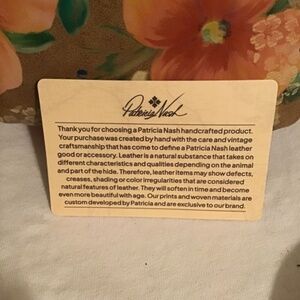 Patricia Nash
Thank you for choosing a Patricia Nash handcrafted product.
Your purchase was created by hand with the care and vintage
craftsmanship that has come to define a Patricia Nash leather
good or accessory. Leather is a natural substance that takes on
different characteristics and qualities depending on the animal
and part of the hide. Therefore, leather items may show defects,
creases, shading or color irregularities that are considered
natural features of leather. They will soften in time and become
even more beautiful with age. Our prints and woven materials are
custom developed by Patricia and are exclusive to our brand.